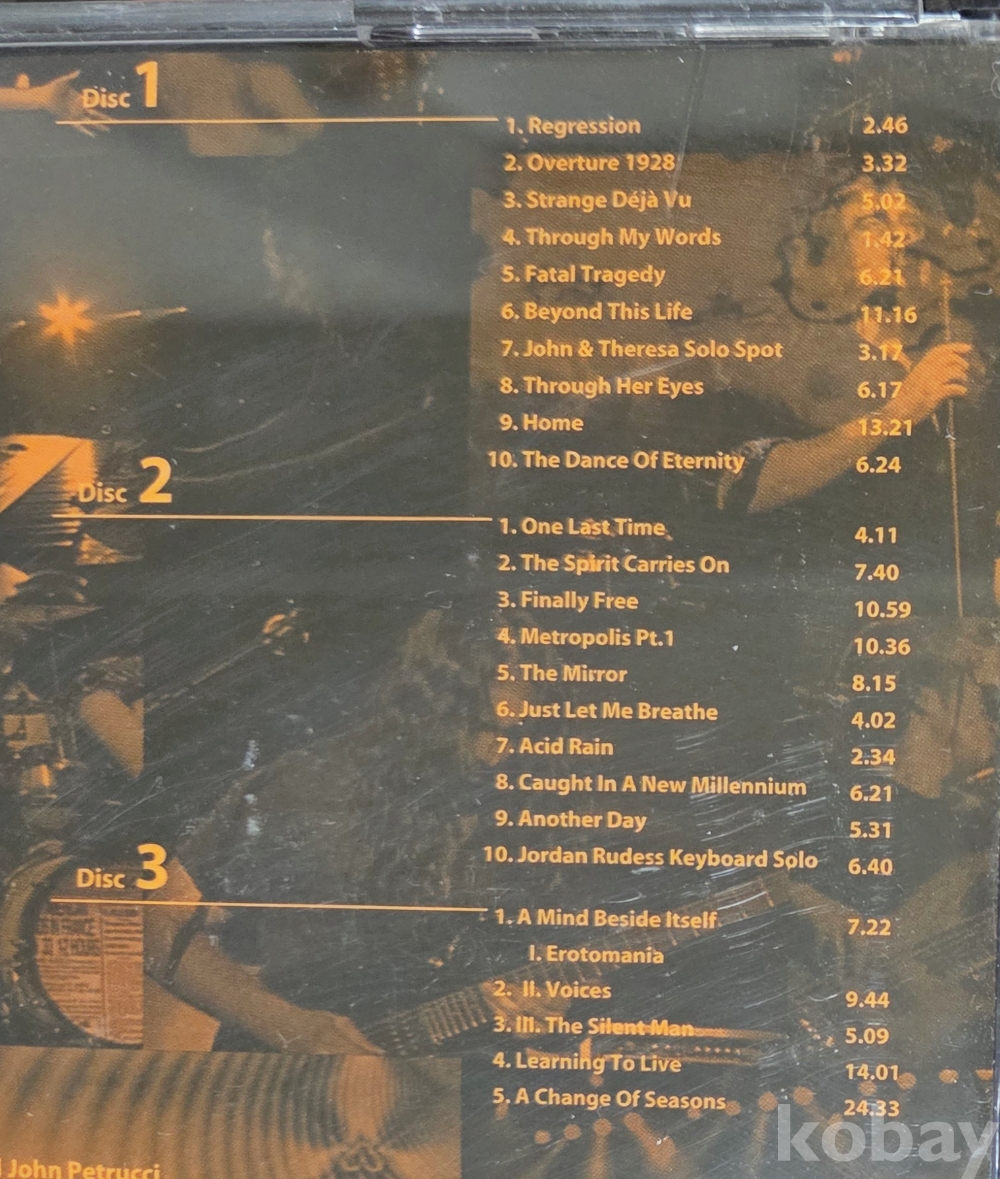 Disc 1
1. Regression 2.46
2. Overture 1928 3.32
3. Strange Déjà Vu 5.02
4. Through My Words 1.42
5. Fatal Tragedy 6.21
6. Beyond This Life 11.16
7. John & Theresa Solo Spot 3.17
8. Through Her Eyes 6.17
9. Home 13.21
10. The Dance Of Eternity 6.24
Disc 2
1. One Last Time 4.11
2. The Spirit Carries On 7.40
3. Finally Free 10.59
4. Metropolis Pt.1 10.36
5. The Mirror 8.15
6. Just Let Me Breathe 4.02
7. Acid Rain 2.34
8. Caught In A New Millennium 6.21
9. Another Day 5.31
10. Jordan Rudess Keyboard Solo 6.40
Disc 3
1. A Mind Beside Itself 7.22
I. Erotomania
2. II. Voices 9.44
3. III. The Silent Man 5.09
4. Learning To Live 14.01
5. A Change Of Seasons 24.33
John Petrucci
kobay